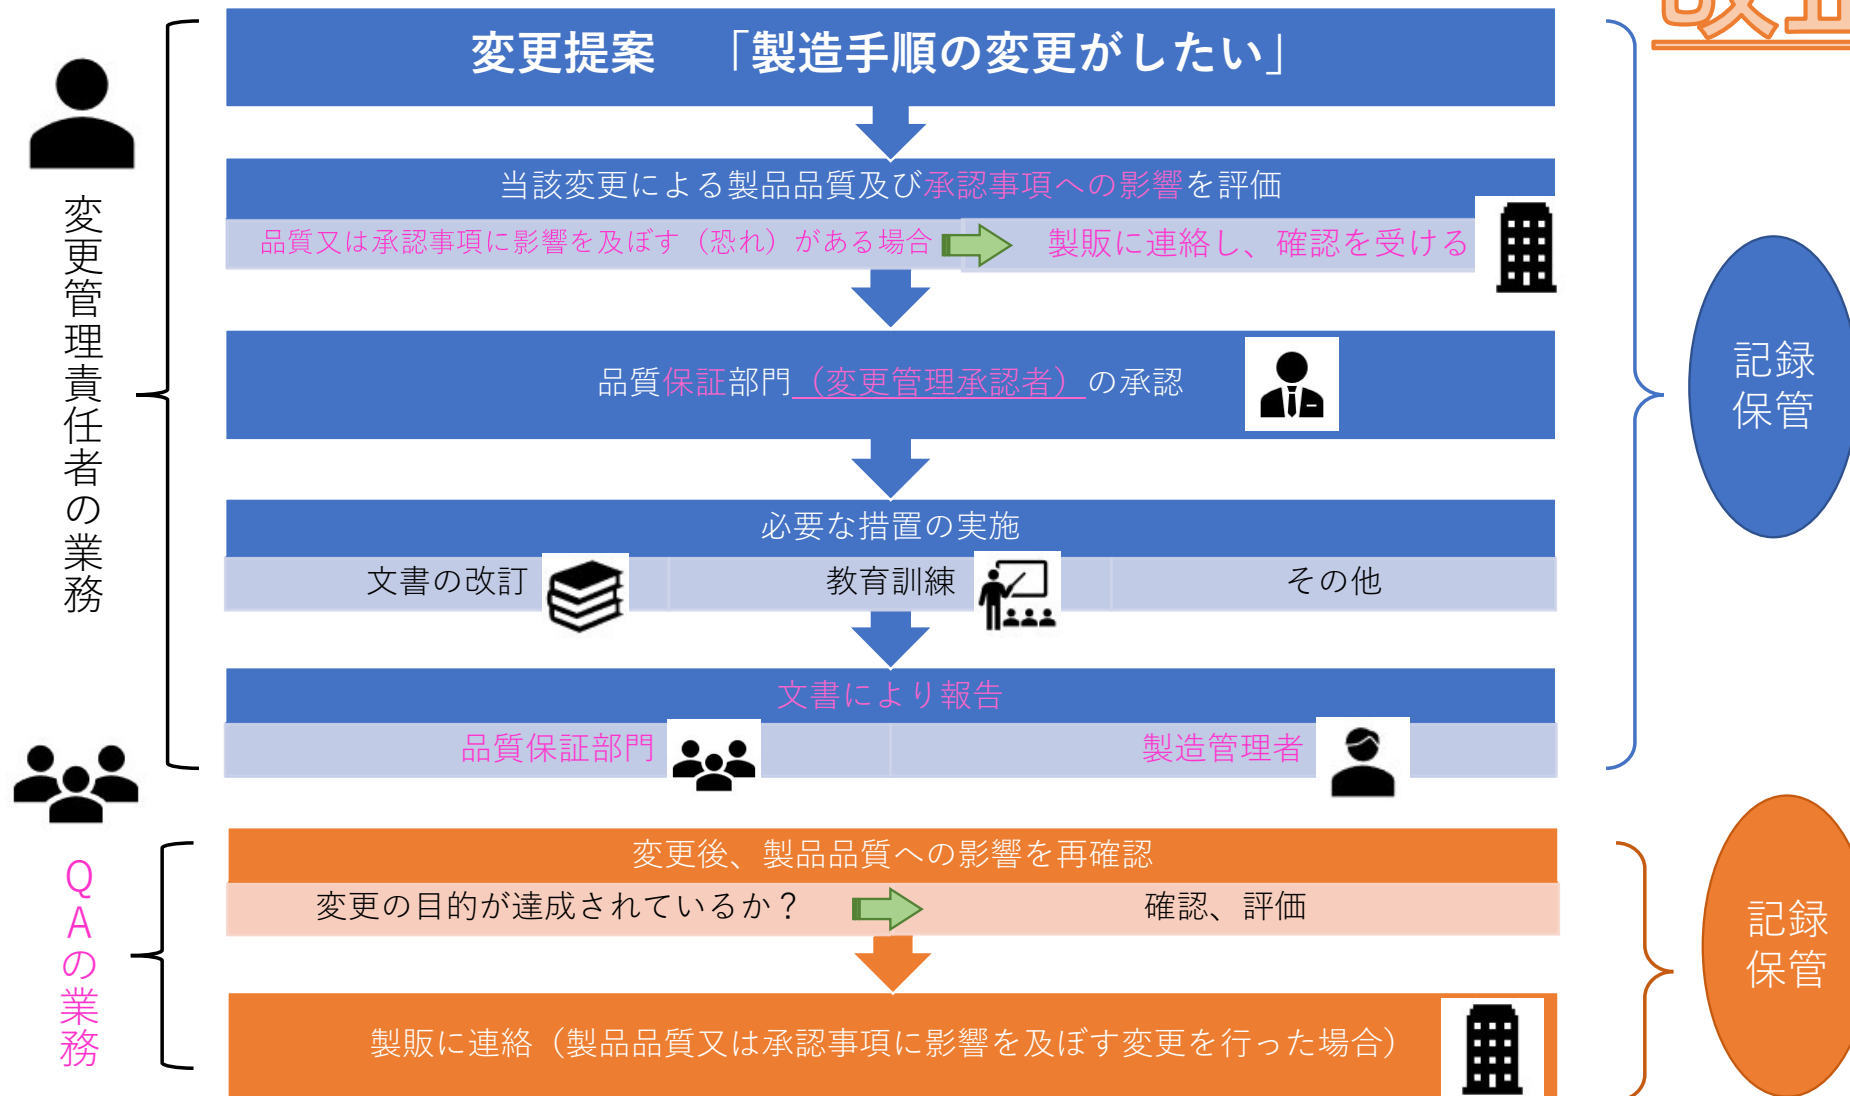 変更提案 「製造手順の変更がしたい」
当該変更による製品品質及び承認事項への影響を評価
品質又は承認事項に影響を及ぼす（恐れ）がある場合
製販に連絡し、確認を受ける
品質保証部門（変更管理承認者）の承認
必要な措置の実施
文書の改訂
教育訓練
その他
文書により報告
品質保証部門
製造管理者
変更管理責任者の業務
記録
保管
変更後、製品品質への影響を再確認
変更の目的が達成されているか？
確認、評価
製販に連絡（製品品質又は承認事項に影響を及ぼす変更を行った場合）
QAの業務
記録
保管